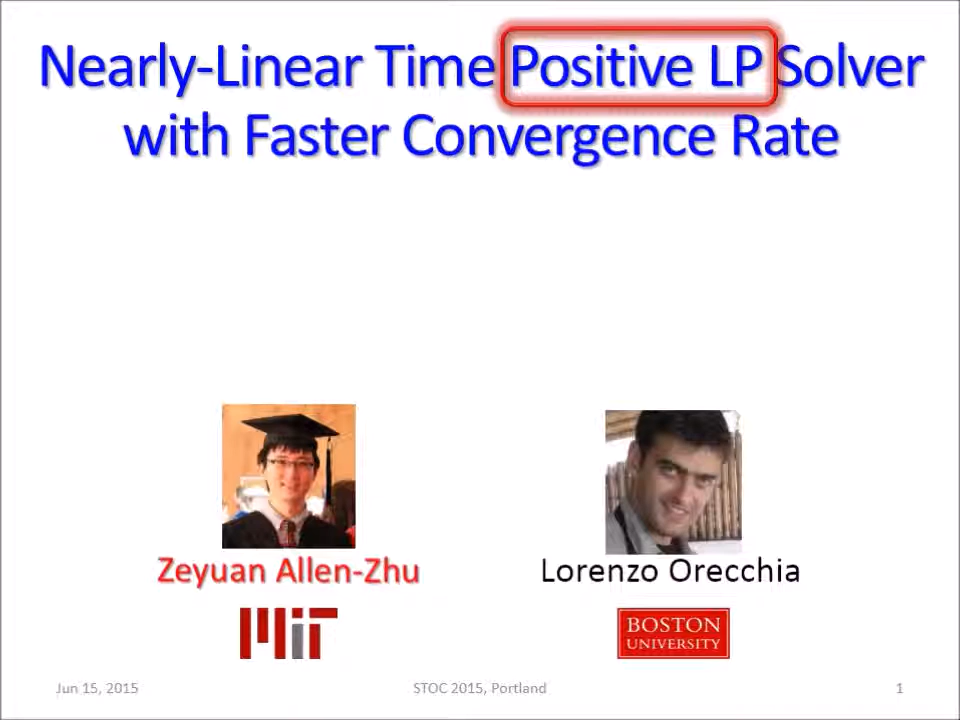 Nearly-Linear Time Positive LP Solver
with Faster Convergence Rate
Zeyuan Allen-Zhu
Lorenzo Orecchia
MIT
BOSTON
UNIVERSITY
Jun 15, 2015
STOC 2015, Portland
1